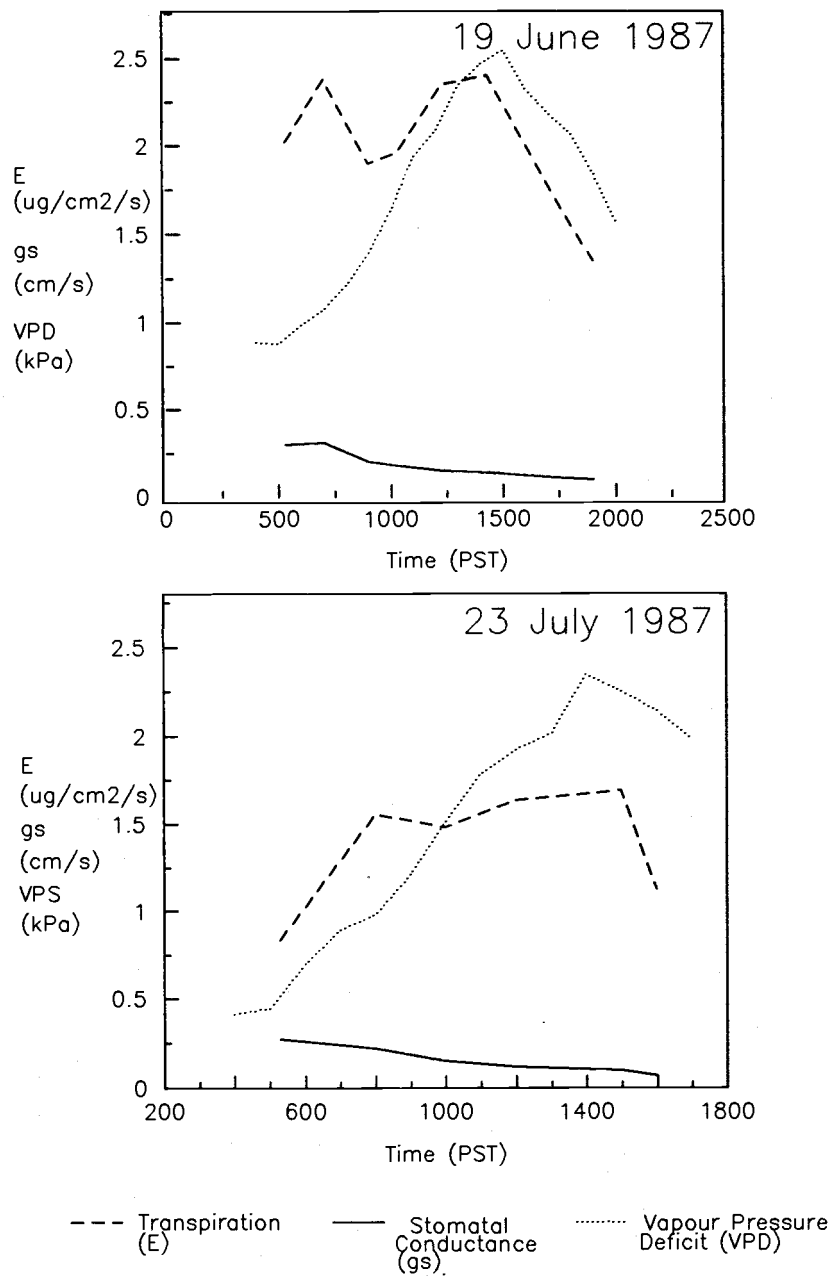 19 June 1987
2.5
2
1.5
1
0.5
0
E
(ug/cm2/s)
gs
(cm/s)
VPD
(kPa)
0 500 1000 1500 2000 2500
Time (PST)
23 July 1987
2.5
2
1.5
1
0.5
0
E
(ug/cm2/s)
gs
(cm/s)
VPS
(kPa)
200 600 1000 1400 1800
Time (PST)
Transpiration
(E)
Stomatal
Conductance
(gs)
Vapour Pressure
Deficit (VPD)